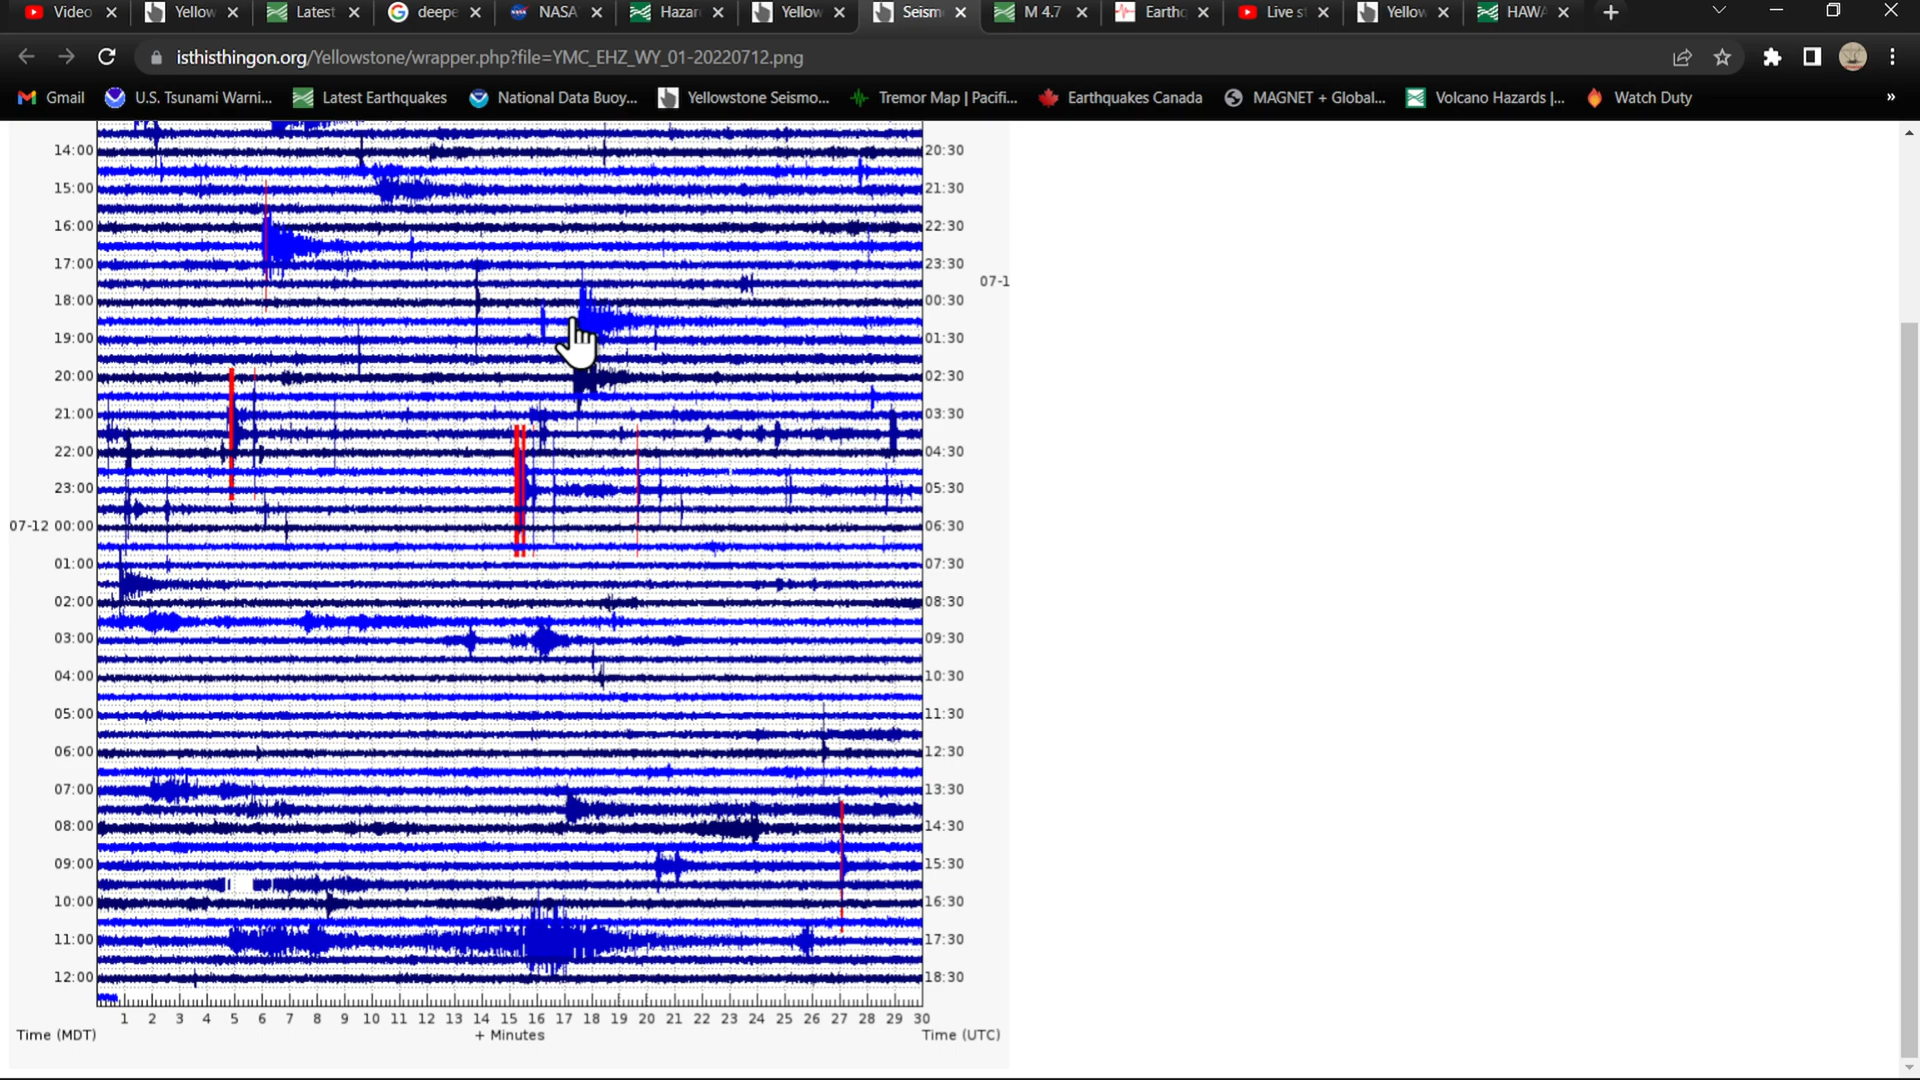 Video
Yellow
Latest
deepe
NASA
Hazar
Yellow
Seism
M 4.7
Earthq
Live st
Yellow
HAWA
isthisthingon.org/Yellowstone/wrapper.php?file=YMC_EHZ_WY_01-20220712.png
Gmail
U.S. Tsunami Warni...
Latest Earthquakes
National Data Buoy...
Yellowstone Seismo...
Tremor Map | Pacifi...
Earthquakes Canada
MAGNET + Global...
Volcano Hazards |...
Watch Duty
»
14:00 20:30
15:00 21:30
16:00 22:30
17:00 23:30
07-1
18:00 00:30
19:00 01:30
20:00 02:30
21:00 03:30
22:00 04:30
23:00 05:30
07-12 00:00 06:30
01:00 07:30
02:00 08:30
03:00 09:30
04:00 10:30
05:00 11:30
06:00 12:30
07:00 13:30
08:00 14:30
09:00 15:30
10:00 16:30
11:00 17:30
12:00 18:30
1 2 3 4 5 6 7 8 9 10 11 12 13 14 15 16 17 18 19 20 21 22 23 24 25 26 27 28 29 30
Time (MDT) + Minutes Time (UTC)